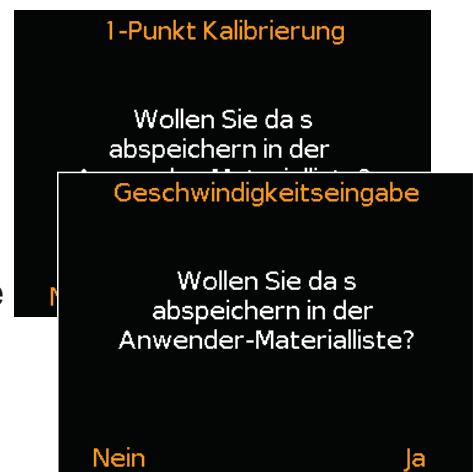 1-Punkt Kalibrierung
Wollen Sie da s
abspeichern in der
e
Geschwindigkeitseingabe
Wollen Sie da s
abspeichern in der
Anwender-Materialliste?
Nein
Ja